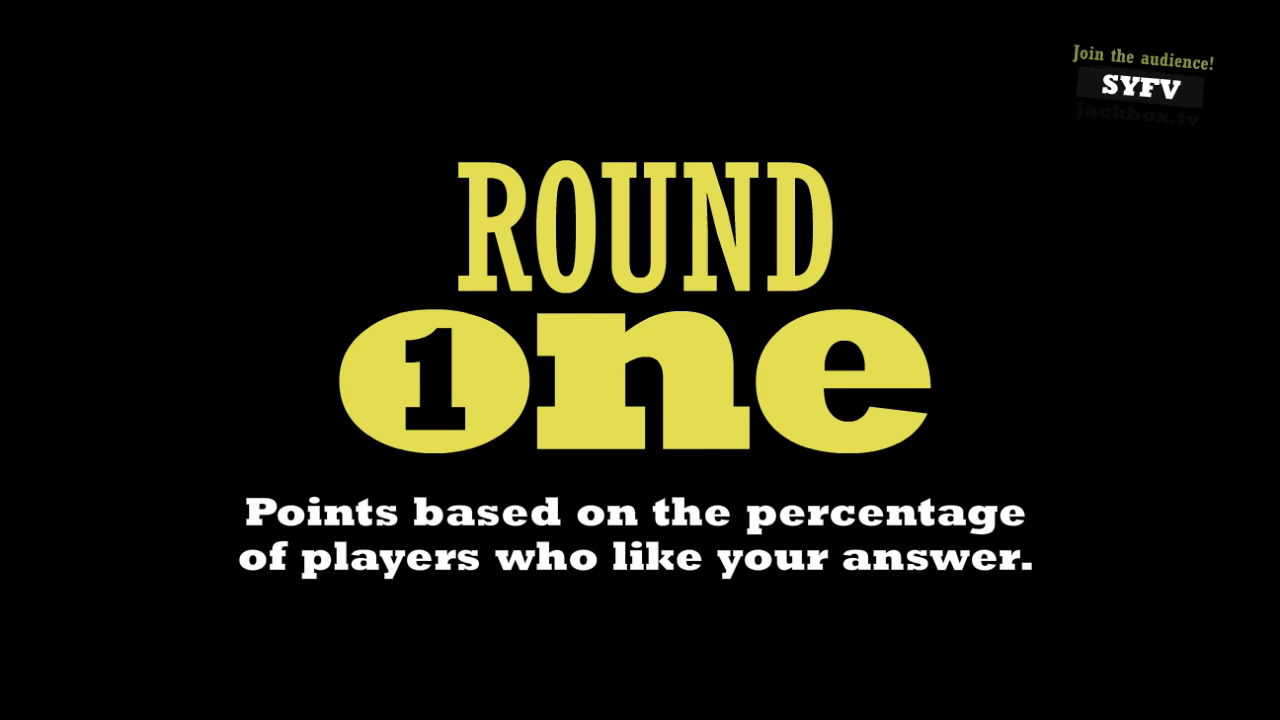 Join the audience!
SYFV
jackbox.tv
ROUND
1
one
Points based on the percentage
of players who like your answer.